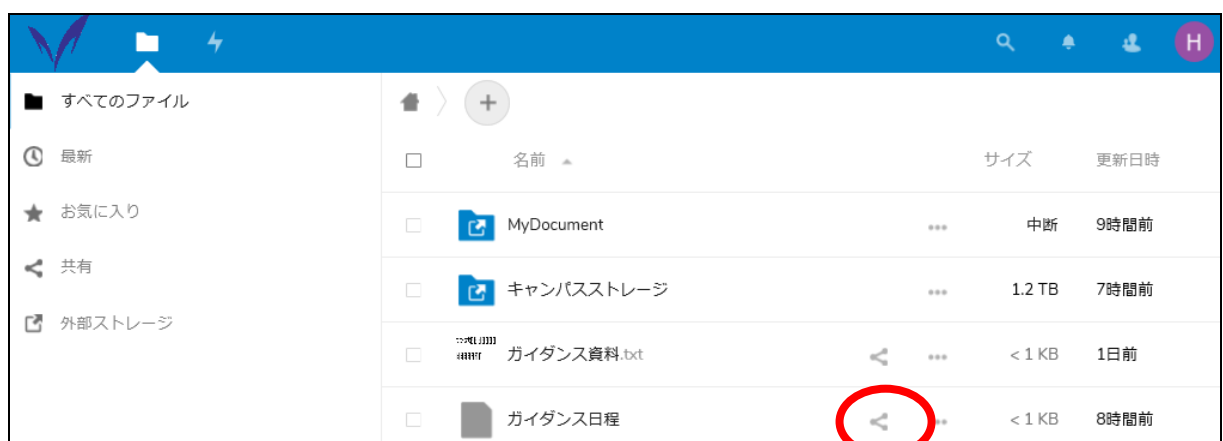 H
すべてのファイル
最新
お気に入り
共有
外部ストレージ
名前 サイズ 更新日時
MyDocument 中断 9時間前
キャンパスストレージ 1.2 TB 7時間前
ガイダンス資料.txt < 1 KB 1日前
ガイダンス日程 < 1 KB 8時間前